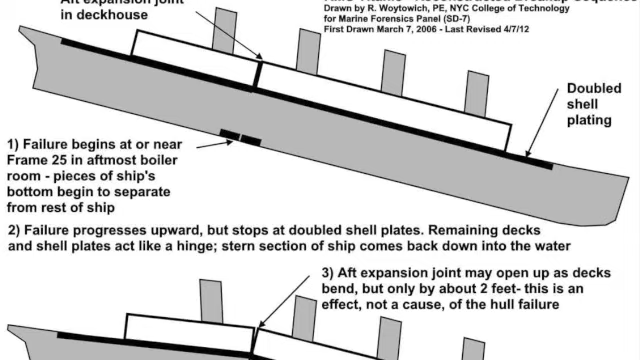 Aft expansion joint
in deckhouse
Drawn by R. Woytowich, PE, NYC College of Technology
for Marine Forensics Panel (SD-7)
First Drawn March 7, 2006 - Last Revised 4/7/12
Doubled
shell
plating
1) Failure begins at or near
Frame 25 in aftmost boiler
room - pieces of ship's
bottom begin to separate
from rest of ship
2) Failure progresses upward, but stops at doubled shell plates. Remaining decks
and shell plates act like a hinge; stern section of ship comes back down into the water
3) Aft expansion joint may open up as decks
bend, but only by about 2 feet- this is an
effect, not a cause, of the hull failure